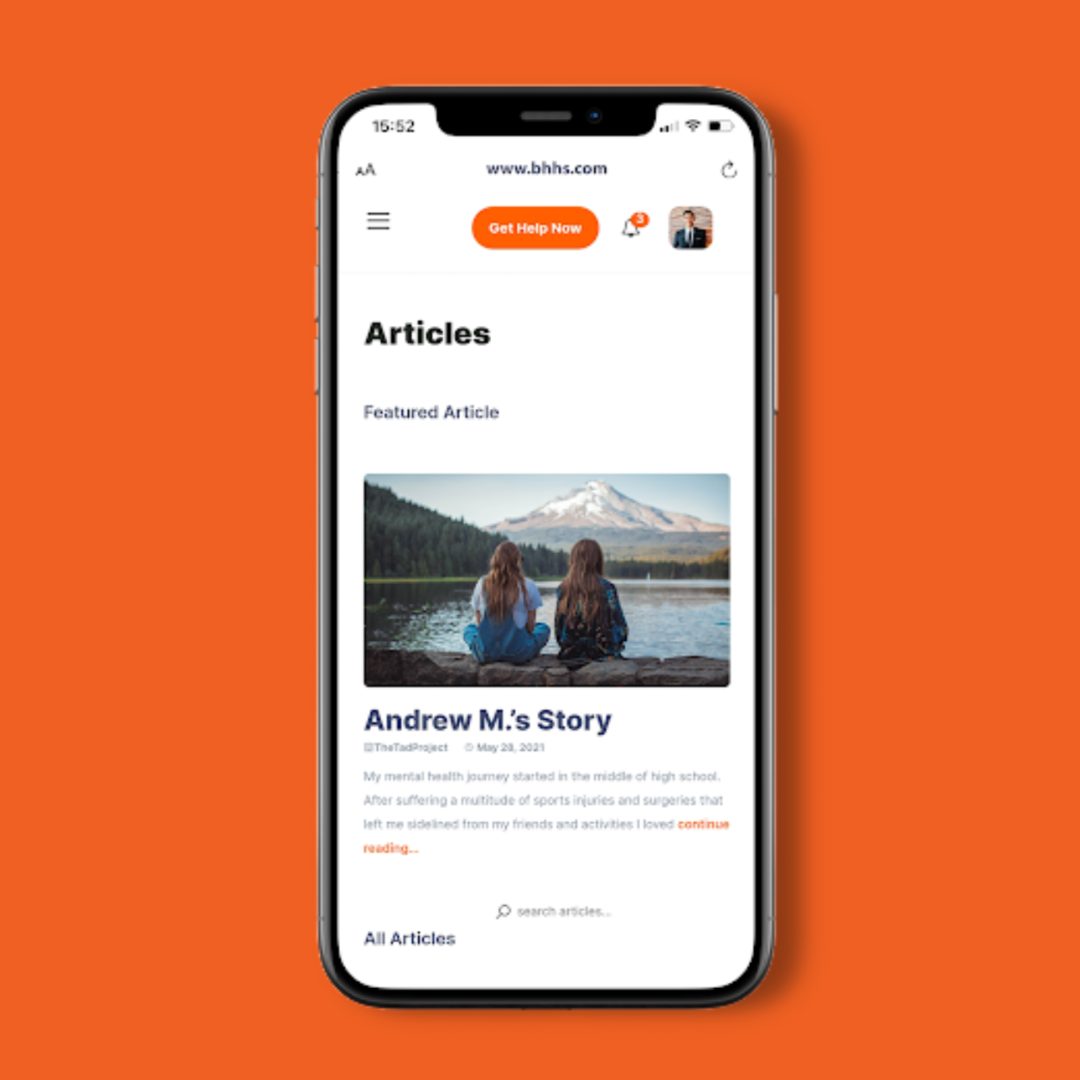 15:52
AA
www.bhhs.com
Get Help Now
3
Articles
Featured Article
Andrew M.'s Story
TheTadProject May 28, 2021
My mental health journey started in the middle of high school.
After suffering a multitude of sports injuries and surgeries that
left me sidelined from my friends and activities I loved continue
reading...
search articles...
All Articles